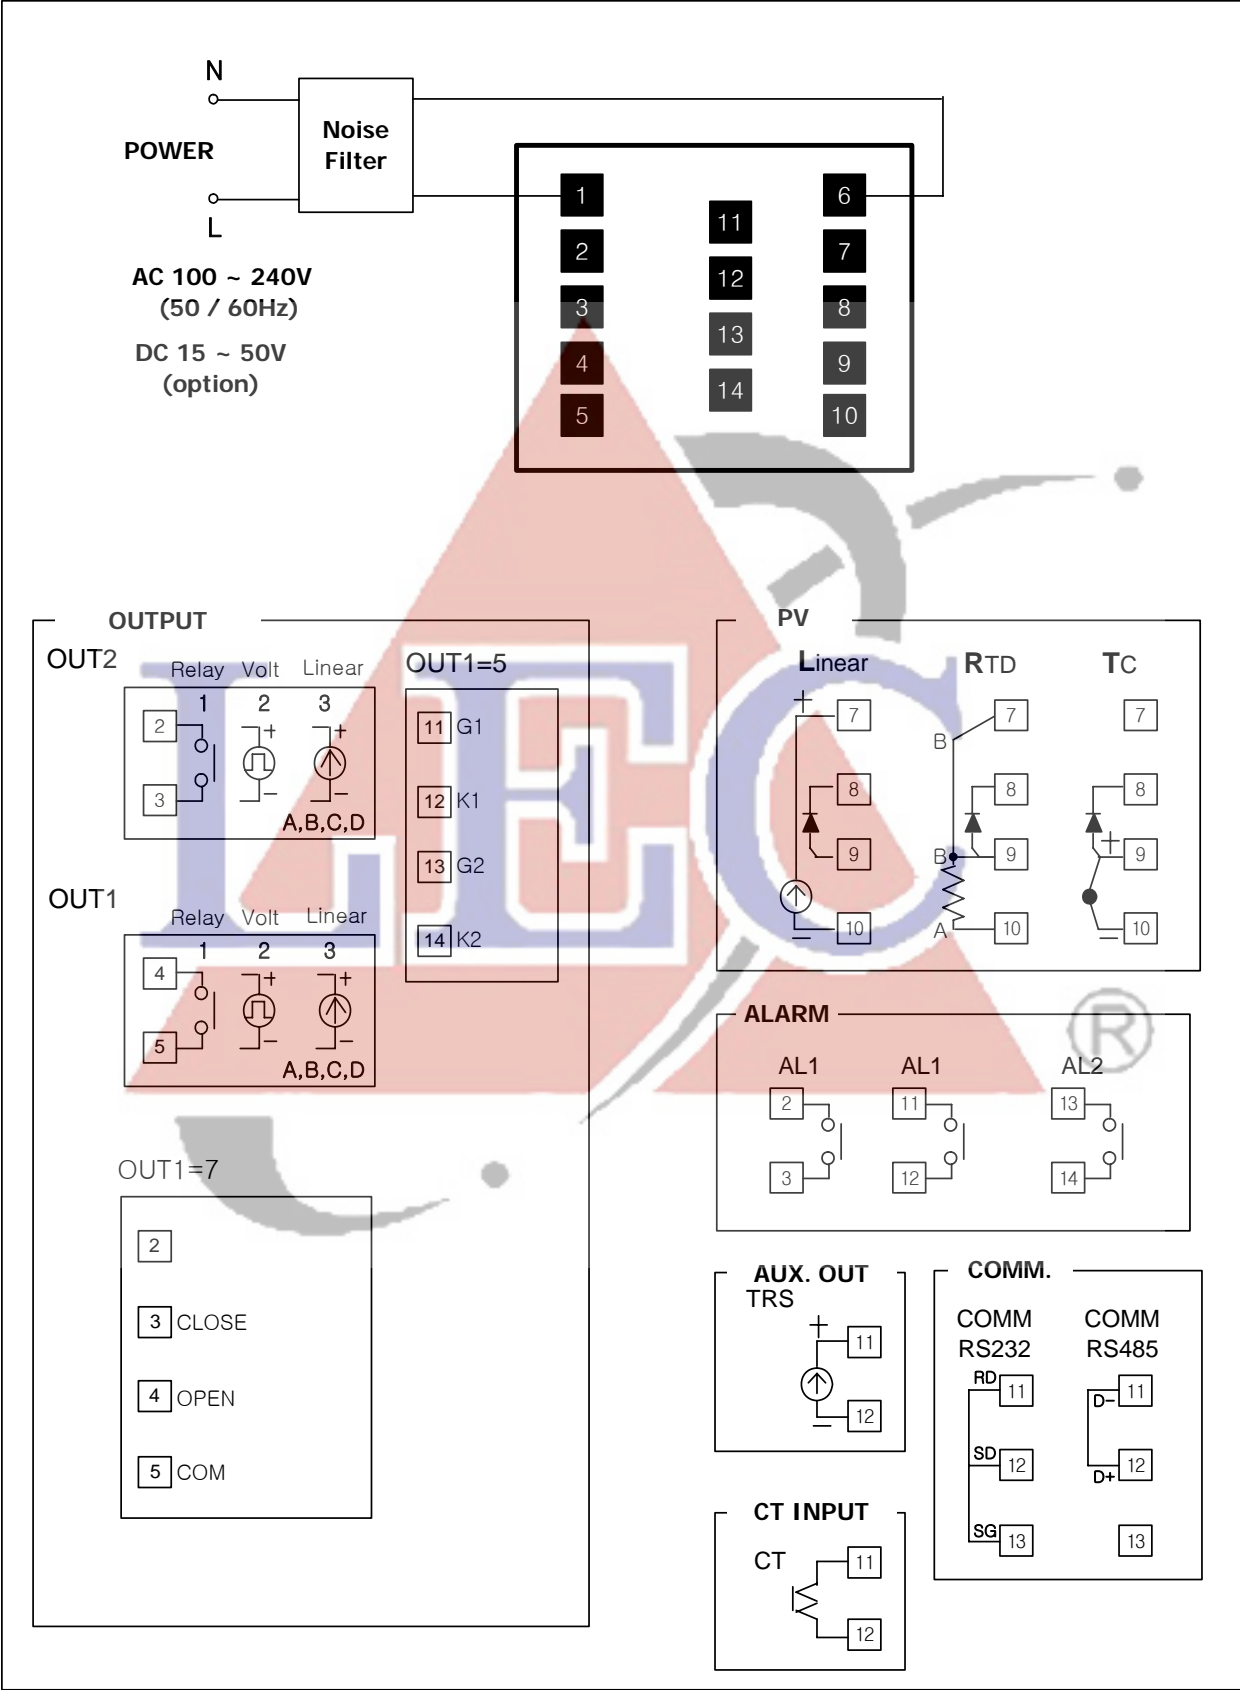 N
POWER
Noise
Filter
L
AC 100 ~ 240V
(50 / 60Hz)
DC 15 ~ 50V
(option)
1
2
3
4
5
11
12
13
14
6
7
8
9
10
OUTPUT
OUT2
Relay Volt Linear
1 2 3
2
3
+ − + −
A,B,C,D
OUT1
Relay Volt Linear
1 2 3
4
5
+ − + −
A,B,C,D
OUT1=5
11 G1
12 K1
13 G2
14 K2
OUT1=7
2
3 CLOSE
4 OPEN
5 COM
PV
Linear RTD TC
+ 7 B 7 7
8 8 8
9 B 9 + 9
− 10 A 10 − 10
ALARM
AL1 AL1 AL2
2 11 13
3 12 14
AUX. OUT
TRS
+ 11
− 12
COMM.
COMM COMM
RS232 RS485
RD 11 D− 11
SD 12 D+ 12
SG 13 13
CT INPUT
CT 11
12
LEC
®